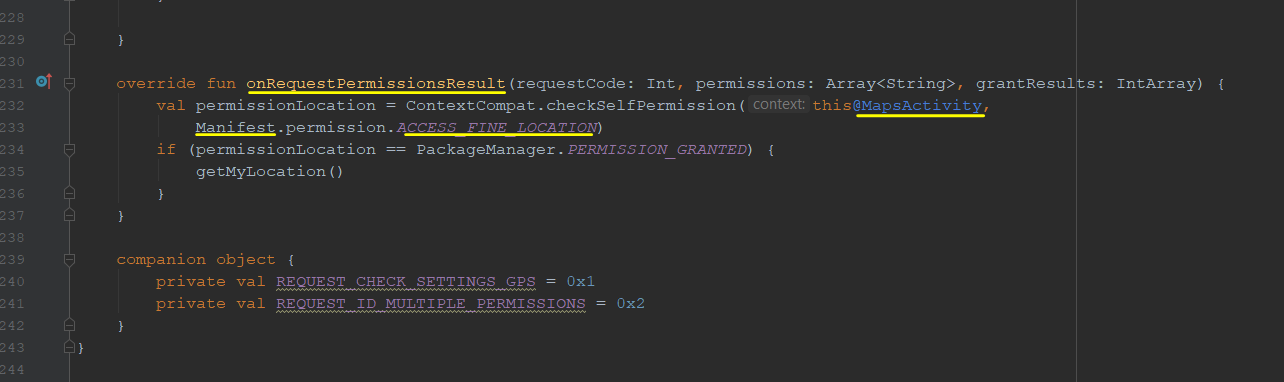 228
229 }
230
231 override fun onRequestPermissionsResult(requestCode: Int, permissions: Array<String>, grantResults: IntArray) {
232 val permissionLocation = ContextCompat.checkSelfPermission( context: this@MapsActivity,
233 Manifest.permission.ACCESS_FINE_LOCATION)
234 if (permissionLocation == PackageManager.PERMISSION_GRANTED) {
235 getMyLocation()
236 }
237 }
238
239 companion object {
240 private val REQUEST_CHECK_SETTINGS_GPS = 0x1
241 private val REQUEST_ID_MULTIPLE_PERMISSIONS = 0x2
242 }
243 }
244